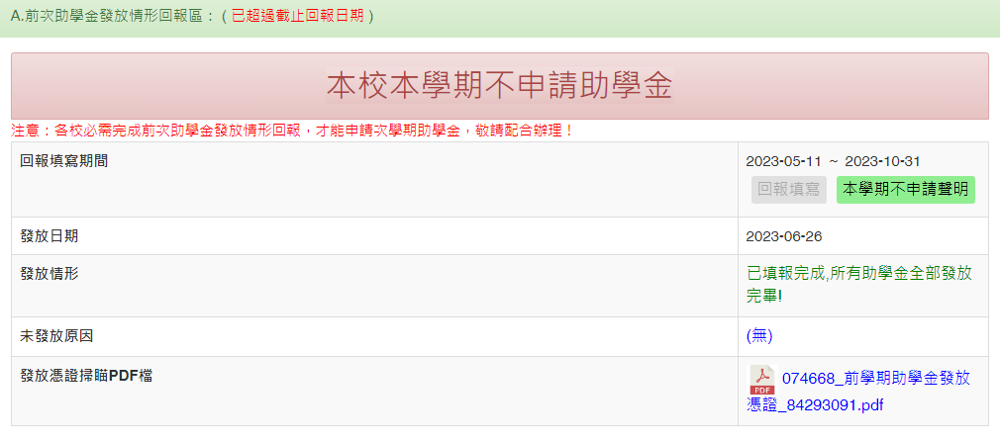 A.前次助學金發放情形回報區：（已超過截止回報日期）
本校本學期不申請助學金
注意：各校必需完成前次助學金發放情形回報，才能申請次學期助學金，敬請配合辦理！
回報填寫期間
2023-05-11 ～ 2023-10-31
回報填寫 本學期不申請聲明
發放日期
2023-06-26
發放情形
已填報完成,所有助學金全部發放
完畢!
未發放原因
(無)
發放憑證掃瞄PDF檔
PDF
074668_前學期助學金發放
憑證_84293091.pdf